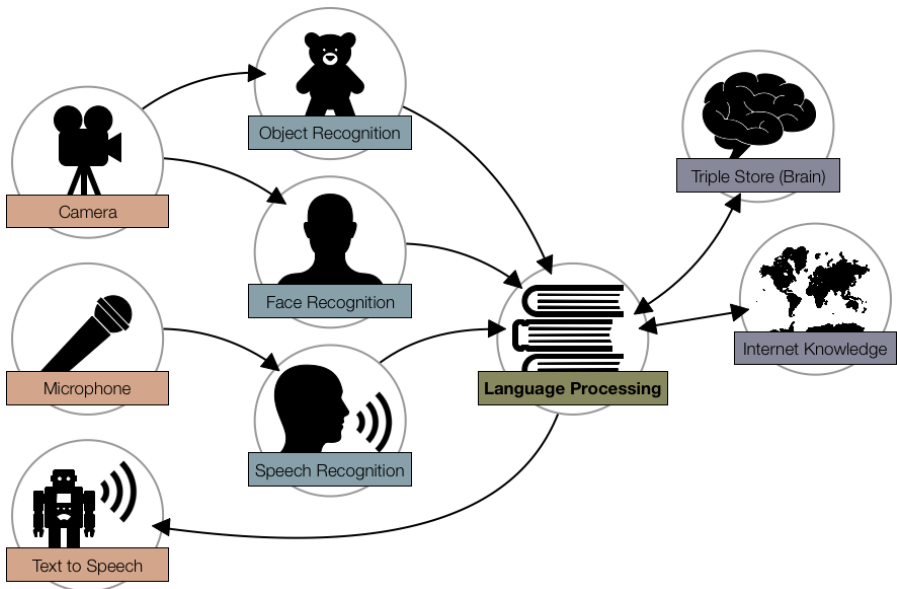 Object Recognition
Camera
Face Recognition
Microphone
Speech Recognition
Text to Speech
Language Processing
Triple Store (Brain)
Internet Knowledge